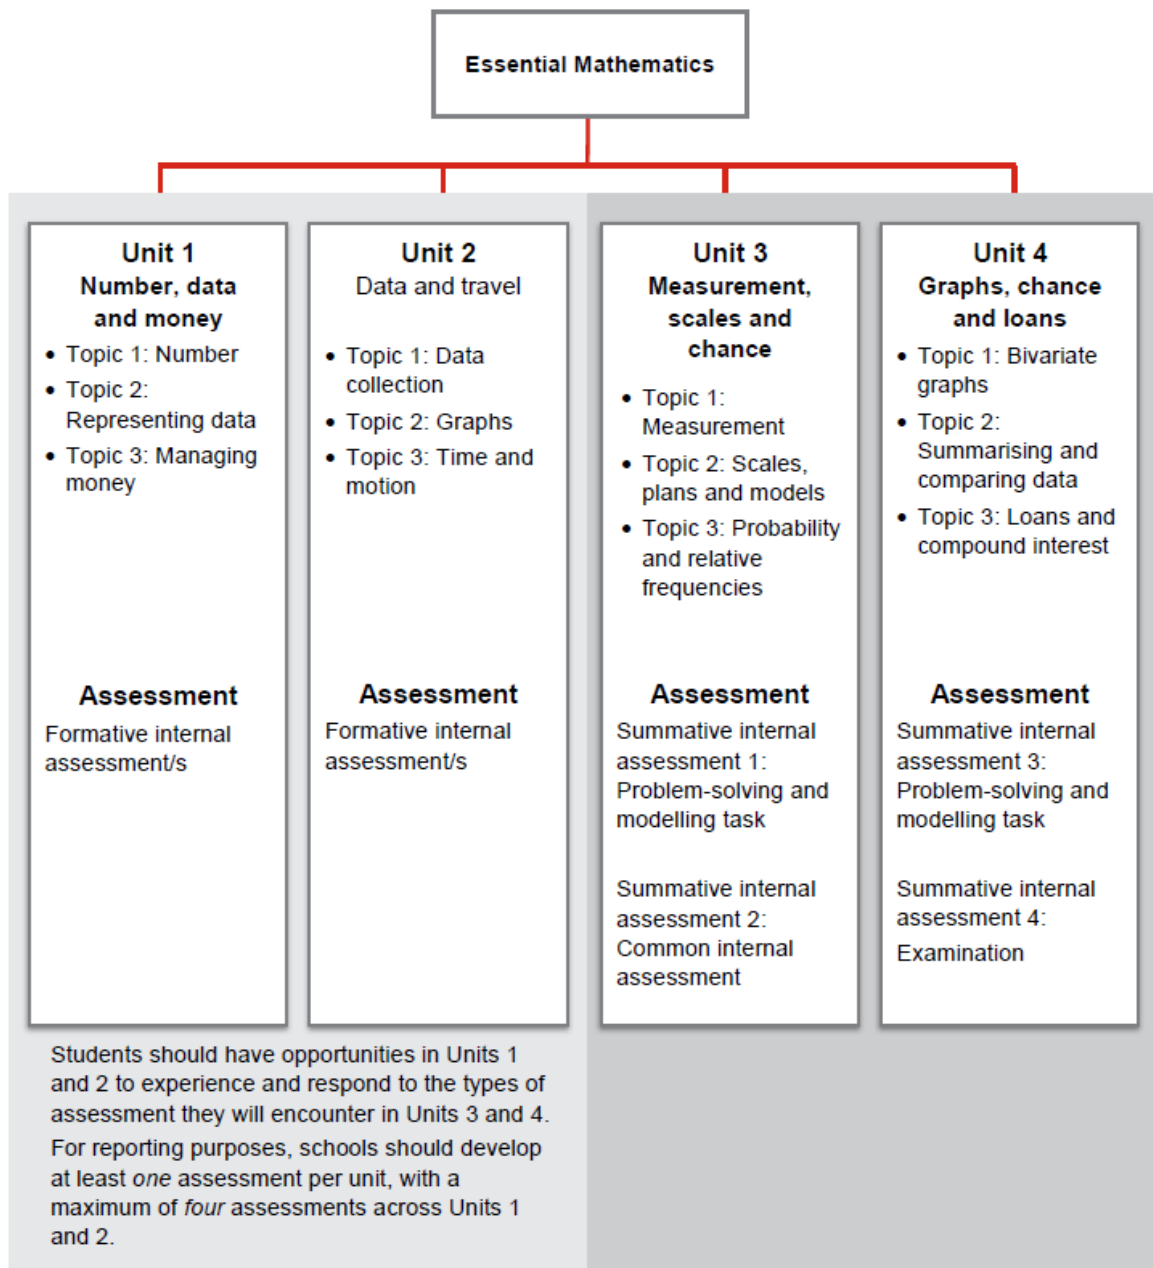 Essential Mathematics
Unit 1
Number, data
and money
• Topic 1: Number
• Topic 2:
Representing data
• Topic 3: Managing
money
Assessment
Formative internal
assessment/s
Unit 2
Data and travel
• Topic 1: Data
collection
• Topic 2: Graphs
• Topic 3: Time and
motion
Assessment
Formative internal
assessment/s
Unit 3
Measurement,
scales and
chance
• Topic 1:
Measurement
• Topic 2: Scales,
plans and models
• Topic 3: Probability
and relative
frequencies
Assessment
Summative internal
assessment 1:
Problem-solving and
modelling task
Summative internal
assessment 2:
Common internal
assessment
Unit 4
Graphs, chance
and loans
• Topic 1: Bivariate
graphs
• Topic 2:
Summarising and
comparing data
• Topic 3: Loans and
compound interest
Assessment
Summative internal
assessment 3:
Problem-solving and
modelling task
Summative internal
assessment 4:
Examination
Students should have opportunities in Units 1
and 2 to experience and respond to the types of
assessment they will encounter in Units 3 and 4.
For reporting purposes, schools should develop
at least one assessment per unit, with a
maximum of four assessments across Units 1
and 2.